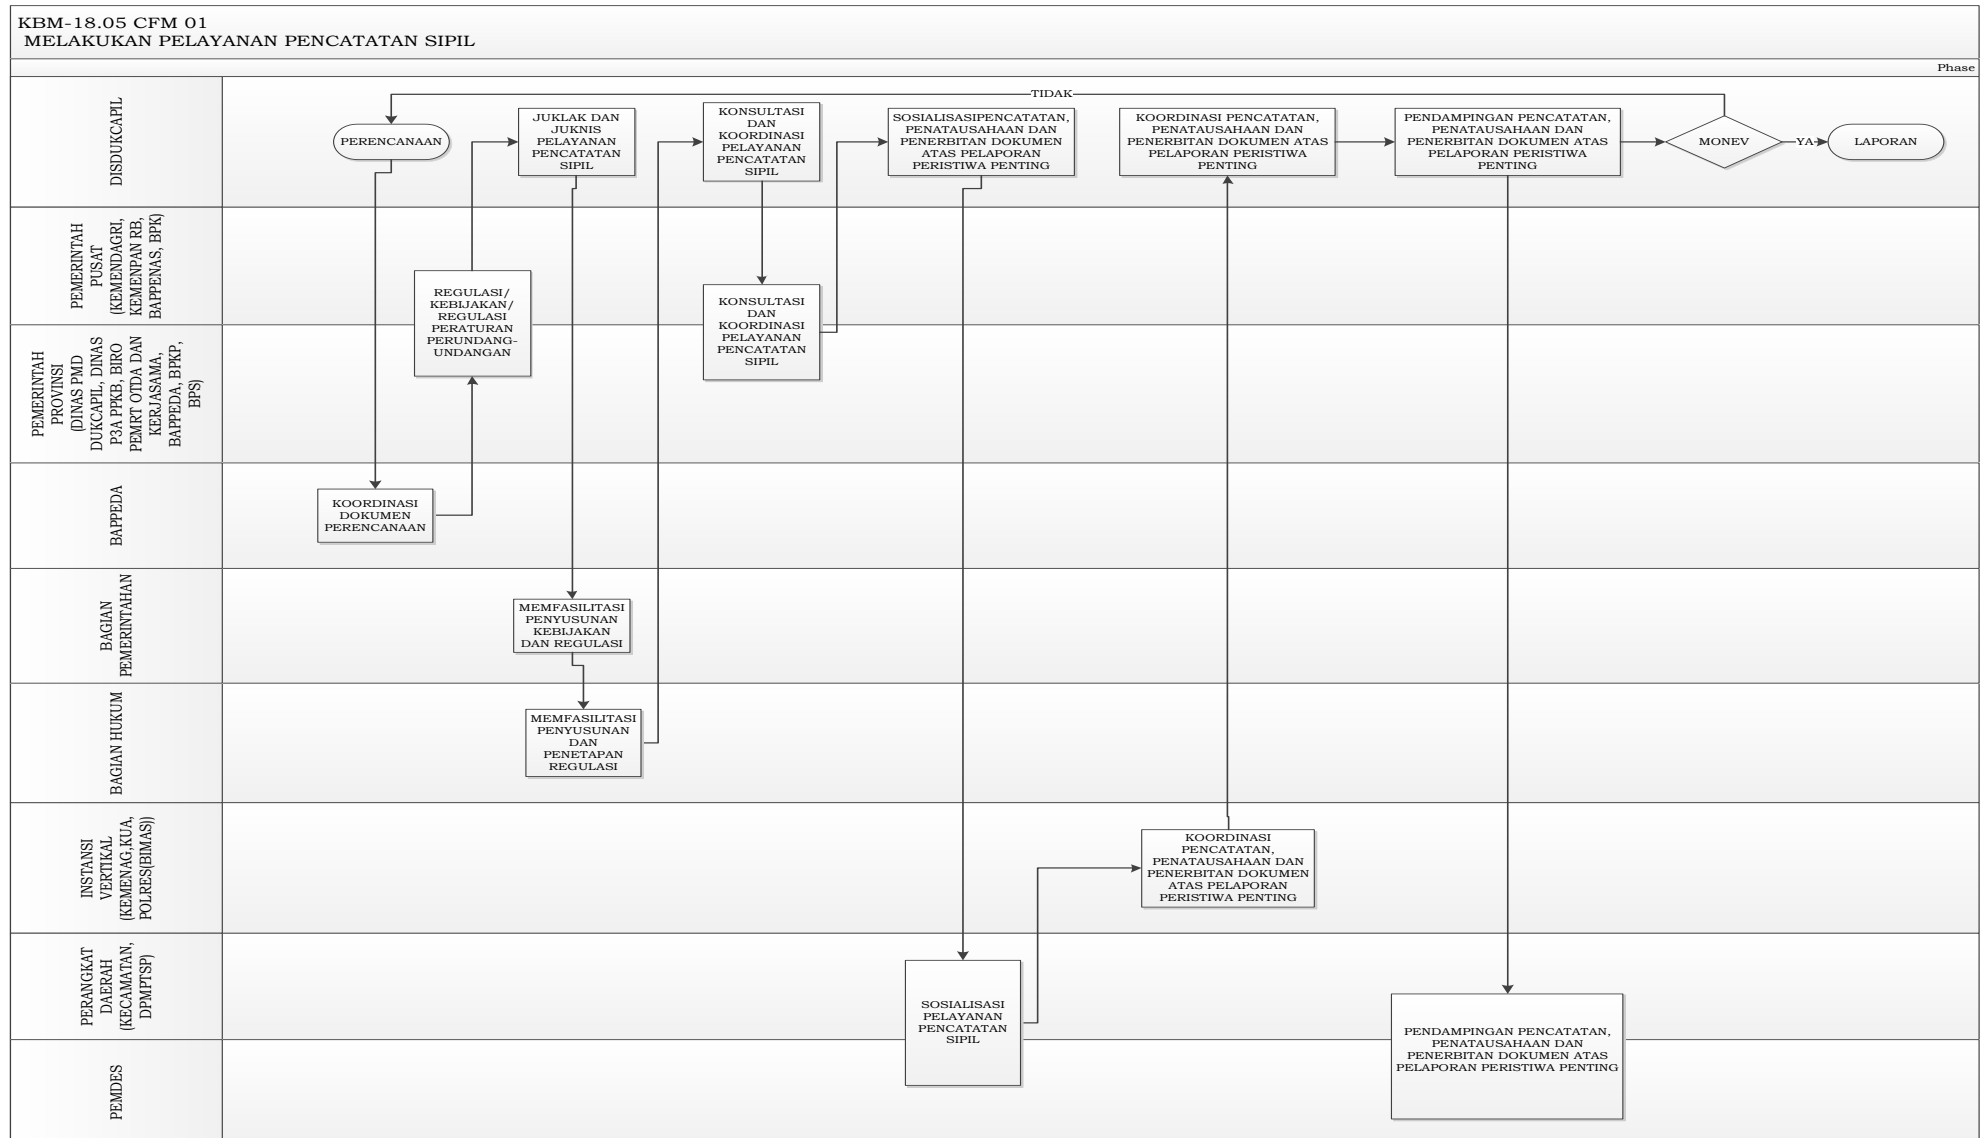 KBM-18.05 CFM 01
MELAKUKAN PELAYANAN PENCATATAN SIPIL
Phase
DISDUKCAPIL
TIDAK
PERENCANAAN
JUKLAK DAN
JUKNIS
PELAYANAN
PENCATATAN
SIPIL
KONSULTASI
DAN
KOORDINASI
PELAYANAN
PENCATATAN
SIPIL
SOSIALISASIPENCATATAN,
PENATAUSAHAAN DAN
PENERBITAN DOKUMEN
ATAS PELAPORAN
PERISTIWA PENTING
KOORDINASI PENCATATAN,
PENATAUSAHAAN DAN
PENERBITAN DOKUMEN ATAS
PELAPORAN PERISTIWA
PENTING
PENDAMPINGAN PENCATATAN,
PENATAUSAHAAN DAN
PENERBITAN DOKUMEN ATAS
PELAPORAN PERISTIWA
PENTING
MONEV
YA
LAPORAN
PEMERINTAH
PUSAT
(KEMENDAGRI,
KEMENPAN RB,
BAPPENAS, BPK)
REGULASI/
KEBIJAKAN/
REGULASI
PERATURAN
PERUNDANG-
UNDANGAN
KONSULTASI
DAN
KOORDINASI
PELAYANAN
PENCATATAN
SIPIL
PEMERINTAH
PROVINSI
(DINAS PMD
DUKCAPIL, DINAS
P3A PPKB, BIRO
PEMRT OTDA DAN
KERJASAMA,
BAPPEDA, BPKP,
BPS)
BAPPEDA
KOORDINASI
DOKUMEN
PERENCANAAN
BAGIAN
PEMERINTAHAN
MEMFASILITASI
PENYUSUNAN
KEBIJAKAN
DAN REGULASI
BAGIAN HUKUM
MEMFASILITASI
PENYUSUNAN
DAN
PENETAPAN
REGULASI
INSTANSI
VERTIKAL
(KEMENAG,KUA,
POLRES(BIMAS))
KOORDINASI
PENCATATAN,
PENATAUSAHAAN DAN
PENERBITAN DOKUMEN
ATAS PELAPORAN
PERISTIWA PENTING
PERANGKAT
DAERAH
(KECAMATAN,
DPMPTSP)
SOSIALISASI
PELAYANAN
PENCATATAN
SIPIL
PENDAMPINGAN PENCATATAN,
PENATAUSAHAAN DAN
PENERBITAN DOKUMEN ATAS
PELAPORAN PERISTIWA PENTING
PEMDES